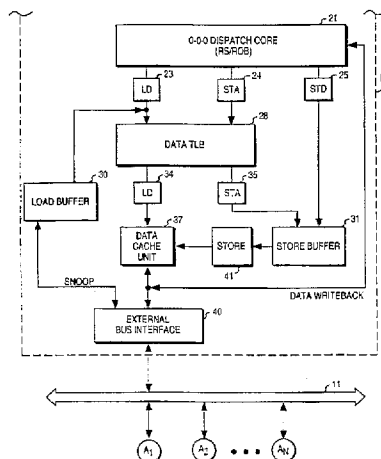 21
O-O-O DISPATCH CORE
(RS/ROB)
23
24
25
LD
STA
STD
28
DATA TLB
30
34
35
LOAD BUFFER
LD
STA
37
31
DATA
CACHE
UNIT
STORE
STORE BUFFER
41
SNOOP
DATA WRITEBACK
40
EXTERNAL
BUS INTERFACE
11
A1
A2
AN